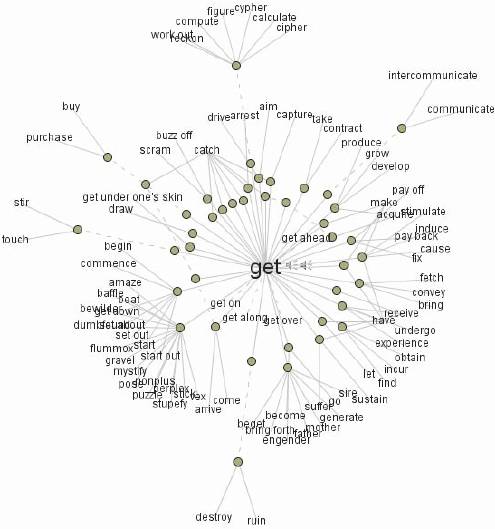 figure
cypher
compute
calculate
work out
cipher
reckon
intercommunicate
buy
communicate
aim
drive
arrest
capture
take
purchase
buzz off
contract
scram
catch
produce
grow
develop
get under one's skin
pay off
stir
draw
make
acquire
stimulate
induce
touch
get ahead
pay back
begin
cause
fix
commence
get
amaze
fetch
baffle
convey
beat
get on
bring
bewilder
get down
get along
get over
receive
dumbfound
set about
have
set out
undergo
start
experience
flummox
start out
obtain
gravel
incur
mystify
let
find
pose
nonplus
perplex
puzzle
stick
vex
come
sire
sustain
stupefy
arrive
suffer
go
become
generate
beget
mother
bring forth
father
engender
destroy
ruin